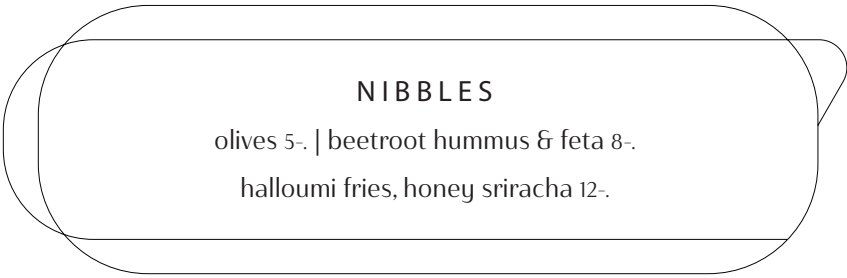 NIBBLES
olives 5-. | beetroot hummus & feta 8-.
halloumi fries, honey sriracha 12-.